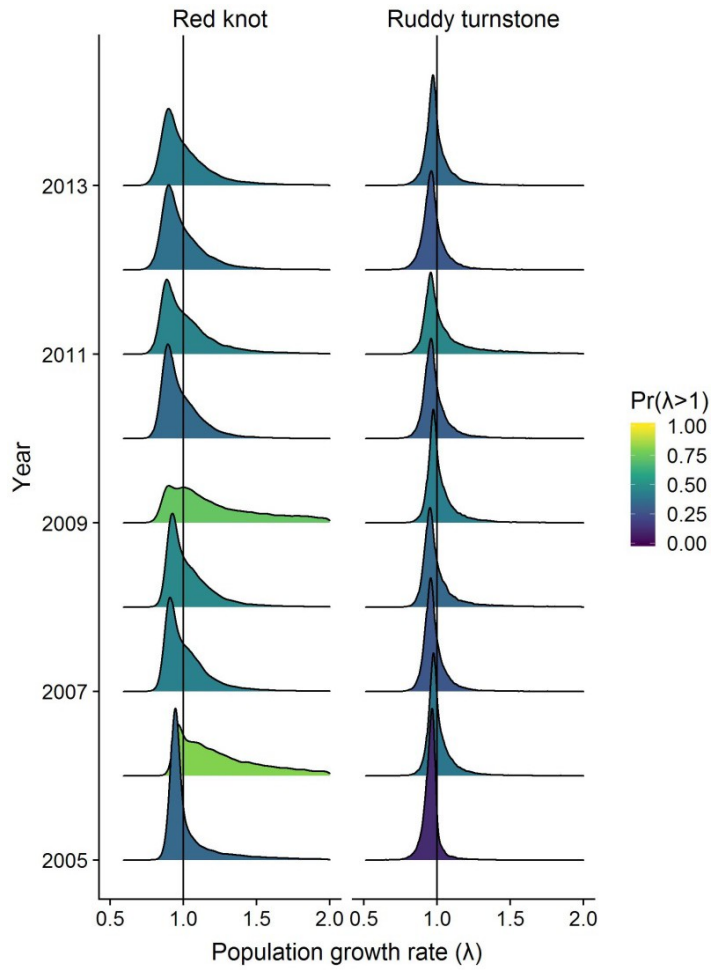 Red knot
Ruddy turnstone
Year
2013
2011
2009
2007
2005
0.5 1.0 1.5 2.0
0.5 1.0 1.5 2.0
Population growth rate (λ)
Pr(λ>1)
1.00
0.75
0.50
0.25
0.00